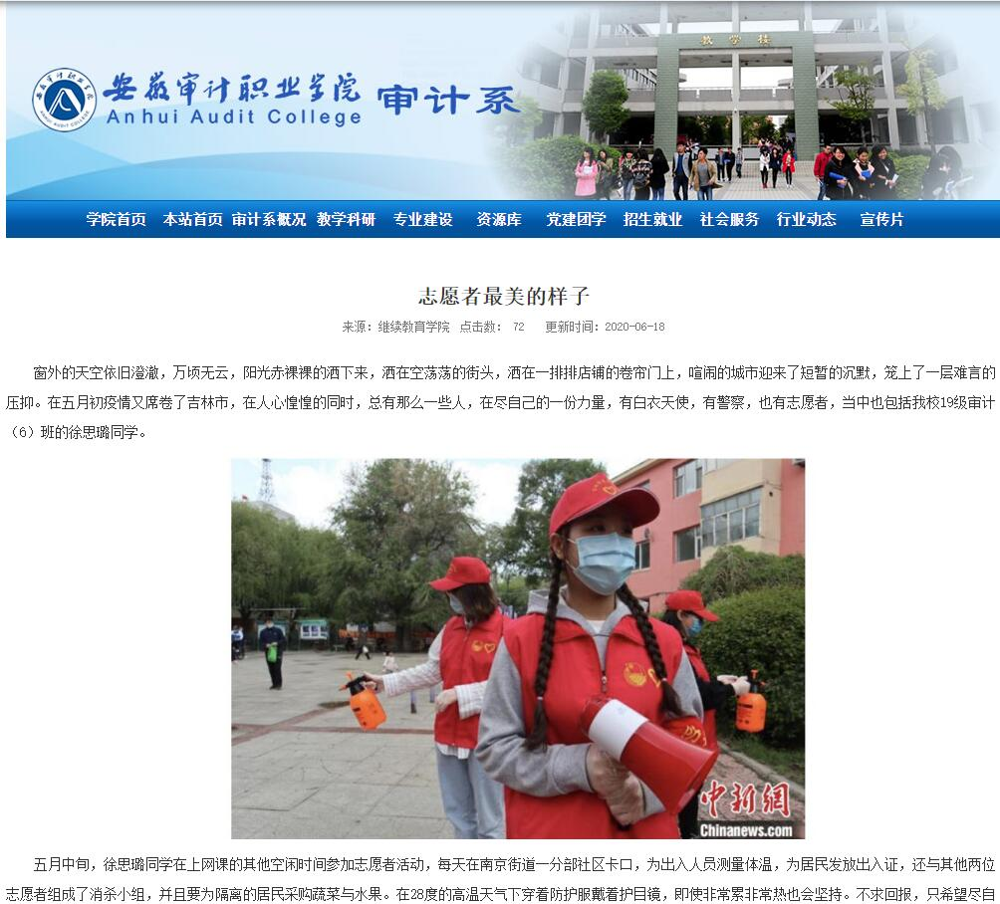 教学楼
安徽审计职业学院 审计系
Anhui Audit College
学院首页 本站首页 审计系概况 教学科研 专业建设 资源库 党建团学 招生就业 社会服务 行业动态 宣传片
志愿者最美的样子
来源：继续教育学院 点击数： 72 更新时间：2020-06-18
窗外的天空依旧澄澈，万顷无云，阳光赤裸裸的洒下来，洒在空荡荡的街头，洒在一排排店铺的卷帘门上，喧闹的城市迎来了短暂的沉默，笼上了一层难言的
压抑。在五月初疫情又席卷了吉林市，在人心惶惶的同时，总有那么一些人，在尽自己的一份力量，有白衣天使，有警察，也有志愿者，当中也包括我校19级审计
（6）班的徐思璐同学。
中新网
Chinanews.com
五月中旬，徐思璐同学在上网课的其他空闲时间参加志愿者活动，每天在南京街道一分部社区卡口，为出入人员测量体温，为居民发放出入证，还与其他两位
志愿者组成了消杀小组，并且要为隔离的居民采购蔬菜与水果。在28度的高温天气下穿着防护服戴着护目镜，即使非常累非常热也会坚持。不求回报，只希望尽自